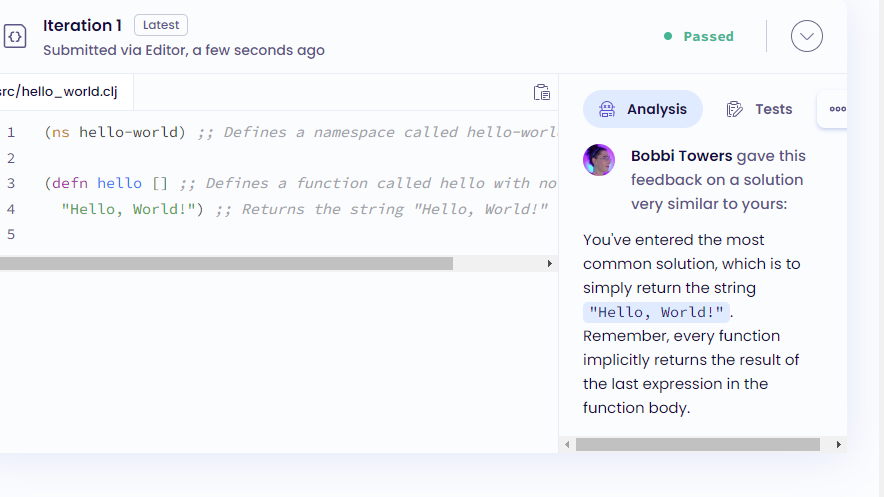 Iteration 1 Latest
Submitted via Editor, a few seconds ago
Passed
src/hello_world.clj
1 (ns hello-world) ;; Defines a namespace called hello-worl
2
3 (defn hello [] ;; Defines a function called hello with no
4 "Hello, World!") ;; Returns the string "Hello, World!"
5
Analysis Tests
Bobbi Towers gave this
feedback on a solution
very similar to yours:
You've entered the most
common solution, which is to
simply return the string
"Hello, World!".
Remember, every function
implicitly returns the result of
the last expression in the
function body.